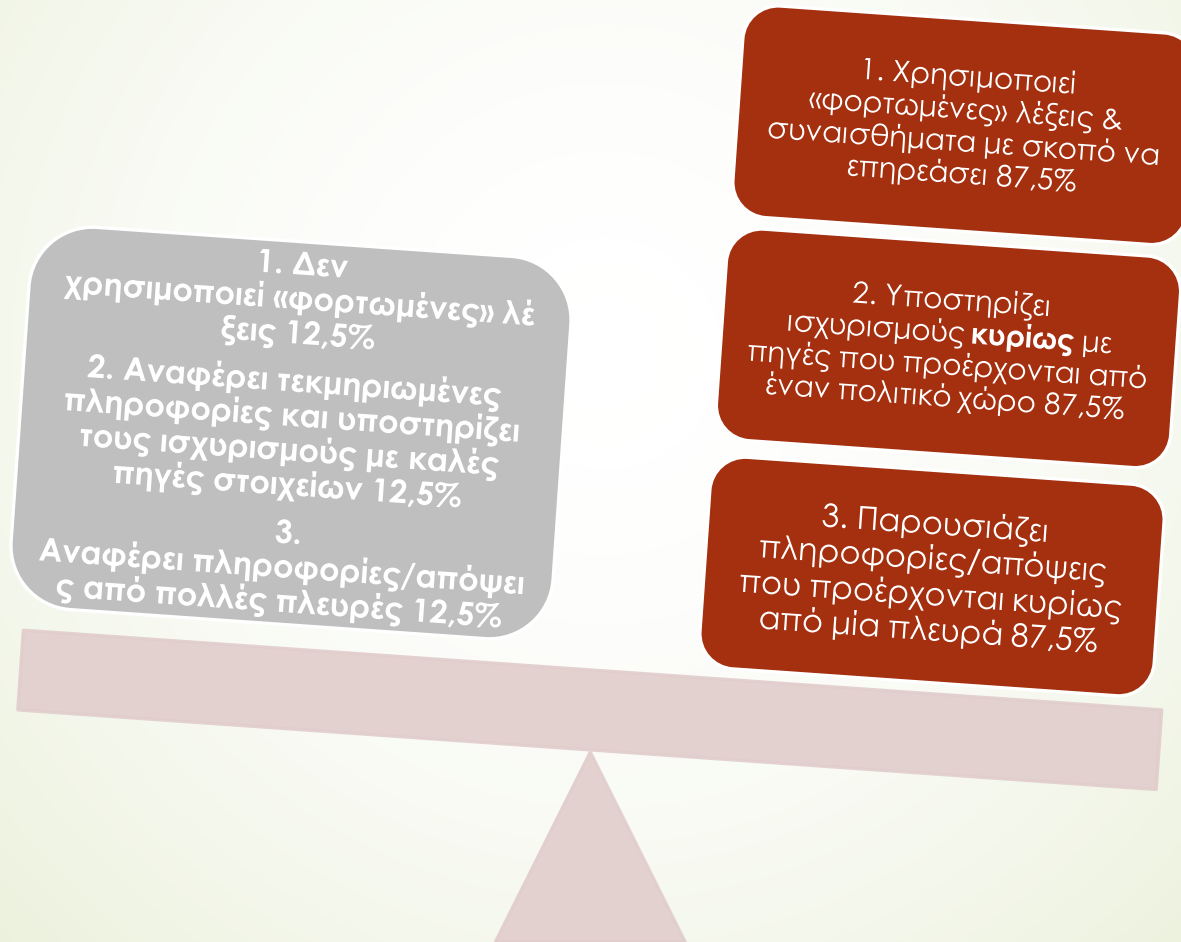 1. Δεν
χρησιμοποιεί «φορτωμένες» λέ
ξεις 12,5%
2. Αναφέρει τεκμηριωμένες
πληροφορίες και υποστηρίζει
τους ισχυρισμούς με καλές
πηγές στοιχείων 12,5%
3.
Αναφέρει πληροφορίες/απόψει
ς από πολλές πλευρές 12,5%
1. Χρησιμοποιεί
«φορτωμένες» λέξεις &
συναισθήματα με σκοπό να
επηρεάσει 87,5%
2. Υποστηρίζει
ισχυρισμούς κυρίως με
πηγές που προέρχονται από
έναν πολιτικό χώρο 87,5%
3. Παρουσιάζει
πληροφορίες/απόψεις
που προέρχονται κυρίως
από μία πλευρά 87,5%